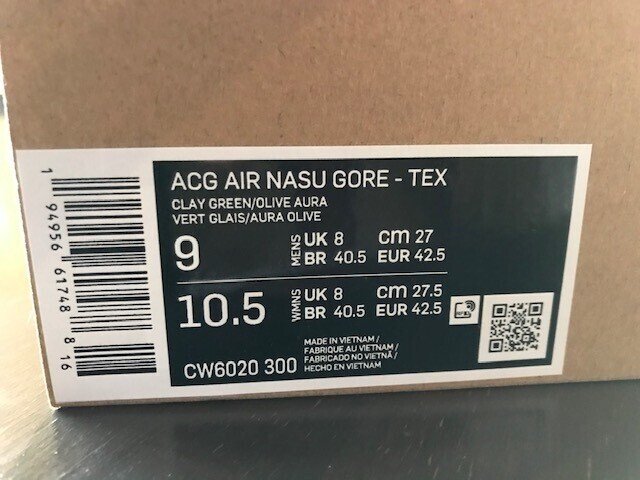 ACG AIR NASU GORE - TEX
CLAY GREEN/OLIVE AURA
VERT GLAIS/AURA OLIVE
9 MENS UK 8 cm 27
BR 40.5 EUR 42.5
10.5 WMNS UK 8 cm 27.5
BR 40.5 EUR 42.5
MADE IN VIETNAM /
FABRIQUE AU VIETNAM /
FABRICADO NO VIETNÃ /
HECHO EN VIETNAM
CW6020 300
1 94956 61748 8 16